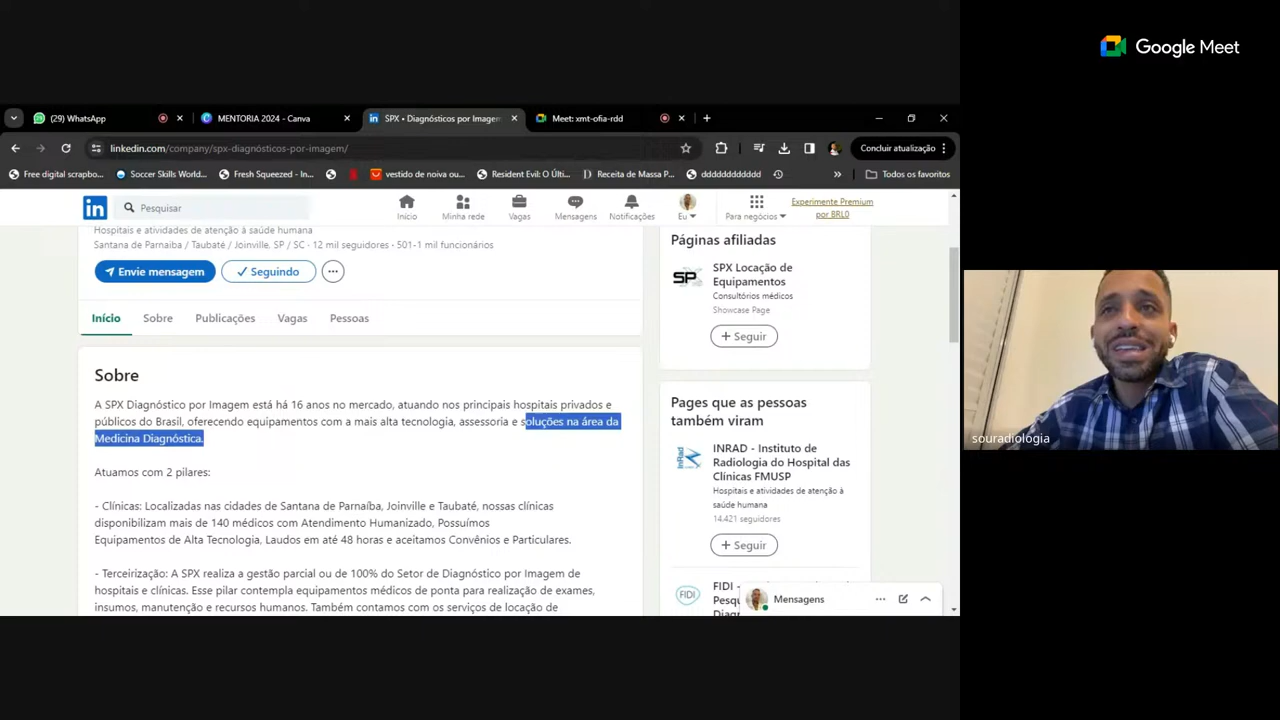 Google Meet
(29) WhatsApp
MENTORIA 2024 - Canva
SPX • Diagnósticos por Imagem
Meet: xmt-ofia-rdd
linkedin.com/company/spx-diagnósticos-por-imagem/
Concluir atualização
Free digital scrapbo...
Soccer Skills World...
Fresh Squeezed - In...
vestido de noiva ou...
Resident Evil: O Últi...
Receita de Massa P...
dddddddddddd
Todos os favoritos
Pesquisar
Início
Minha rede
Vagas
Mensagens
Notificações
Eu
Para negócios
Experimente Premium
por BRL0
Hospitais e atividades de atenção à saúde humana
Santana de Parnaiba / Taubaté / Joinville, SP / SC · 12 mil seguidores · 501-1 mil funcionários
Envie mensagem
Seguindo
Início
Sobre
Publicações
Vagas
Pessoas
Sobre
A SPX Diagnóstico por Imagem está há 16 anos no mercado, atuando nos principais hospitais privados e
públicos do Brasil, oferecendo equipamentos com a mais alta tecnologia, assessoria e soluções na área da
Medicina Diagnóstica.
Atuamos com 2 pilares:
- Clínicas: Localizadas nas cidades de Santana de Parnaíba, Joinville e Taubaté, nossas clínicas
disponibilizam mais de 140 médicos com Atendimento Humanizado, Possuímos
Equipamentos de Alta Tecnologia, Laudos em até 48 horas e aceitamos Convênios e Particulares.
- Terceirização: A SPX realiza a gestão parcial ou de 100% do Setor de Diagnóstico por Imagem de
hospitais e clínicas. Esse pilar contempla equipamentos médicos de ponta para realização de exames,
insumos, manutenção e recursos humanos. Também contamos com os serviços de locação de
Páginas afiliadas
SPX
SPX Locação de
Equipamentos
Consultórios médicos
Showcase Page
+ Seguir
Pages que as pessoas
também viram
InRad
INRAD - Instituto de
Radiologia do Hospital das
Clínicas FMUSP
Hospitais e atividades de atenção à
saúde humana
14.421 seguidores
+ Seguir
FIDI
FIDI -
Pesqu
Diagn
Mensagens
souradiologia